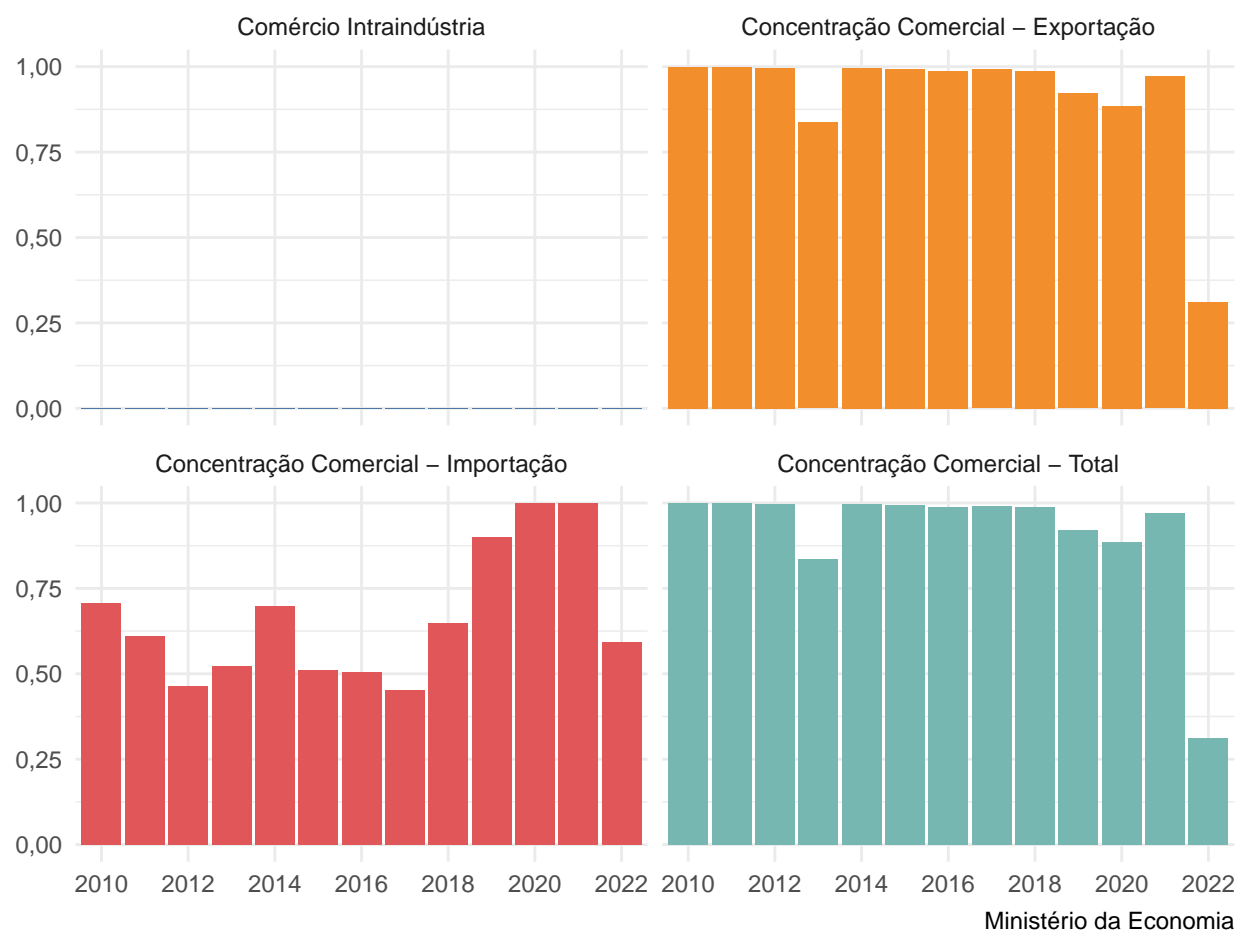 Comércio Intraindústria
Concentração Comercial – Exportação
1,00
0,75
0,50
0,25
0,00
Concentração Comercial – Importação
Concentração Comercial – Total
1,00
0,75
0,50
0,25
0,00
2010 2012 2014 2016 2018 2020 2022
2010 2012 2014 2016 2018 2020 2022
Ministério da Economia